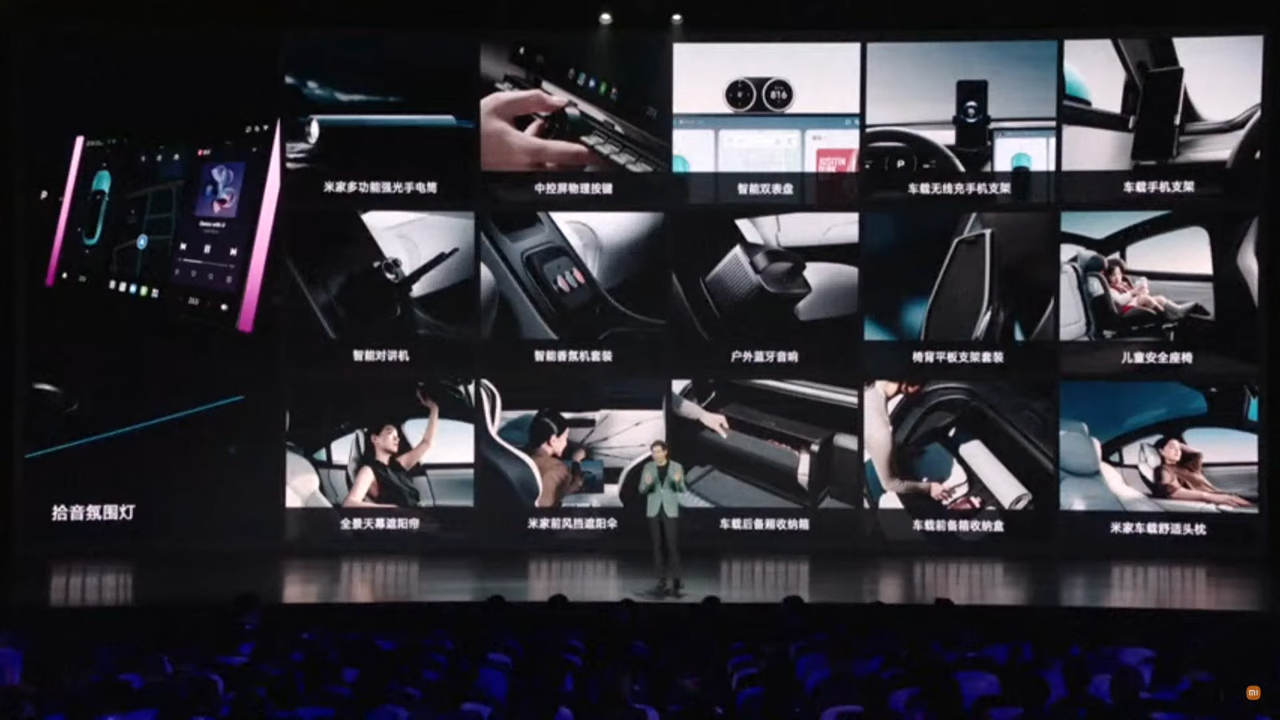 米家多功能强光手电筒
中控屏物理按键
智能双表盘
车载无线充手机支架
车载手机支架
816
P
P
智能对讲机
智能香氛机套装
户外蓝牙音响
椅背平板支架套装
儿童安全座椅
拾音氛围灯
全景天幕遮阳帘
米家前风挡遮阳伞
车载后备箱收纳箱
车载前备箱收纳盒
米家车载舒适头枕
mi